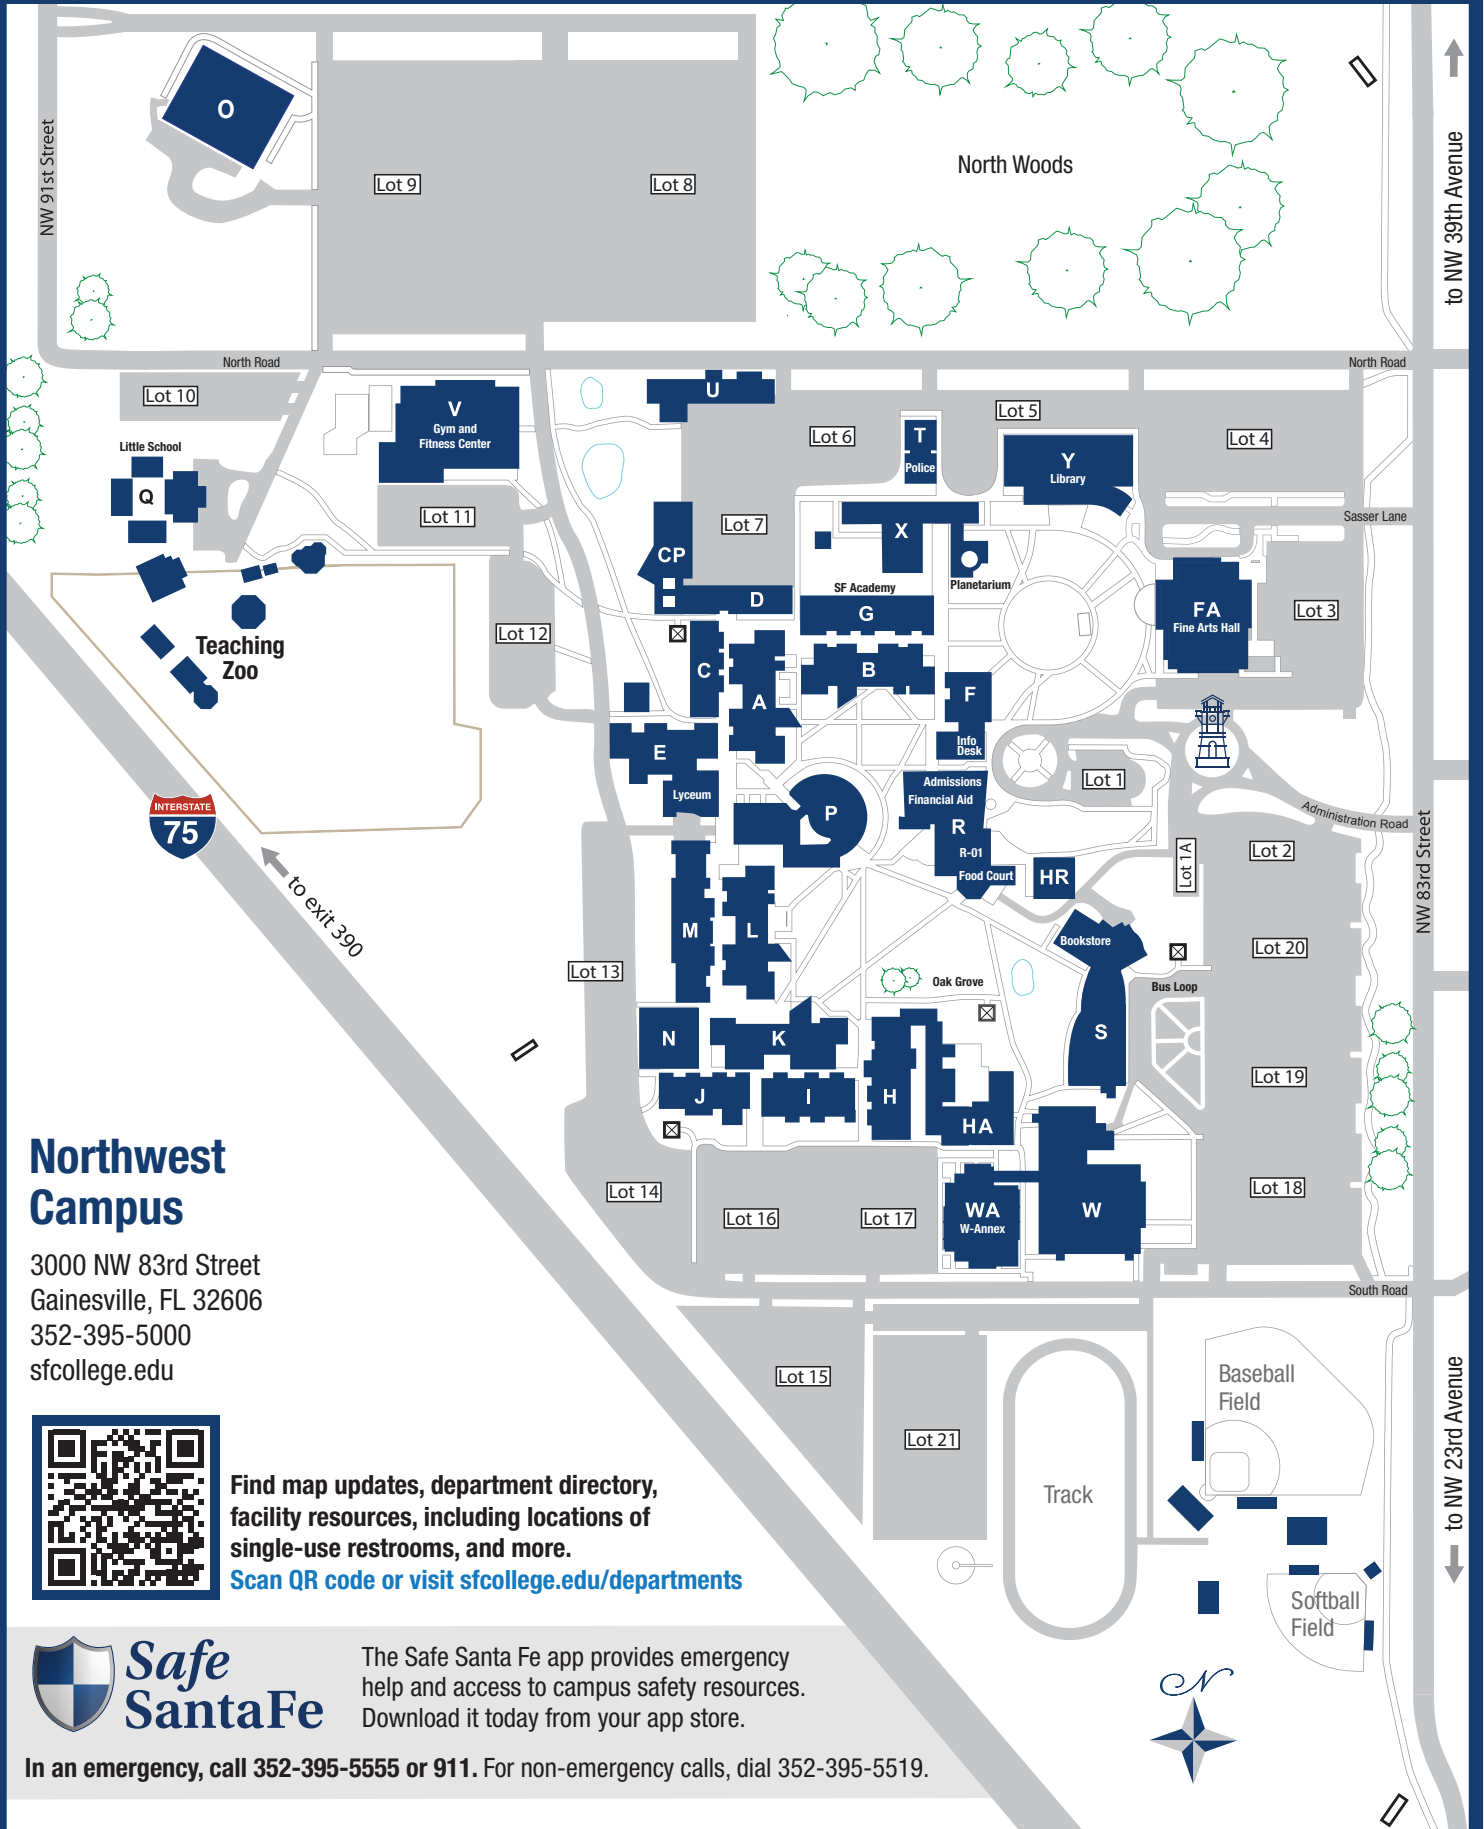 O
NW 91st Street
Lot 9
Lot 8
North Woods
to NW 39th Avenue
North Road
North Road
Lot 10
V
Gym and
Fitness Center
U
Lot 6
T
Police
Lot 5
Y
Library
Lot 4
Little School
Q
Lot 11
Lot 7
X
Sasser Lane
CP
Planetarium
SF Academy
D
G
FA
Fine Arts Hall
Lot 3
Lot 12
Teaching
Zoo
C
A
B
F
Info
Desk
E
Lyceum
INTERSTATE
75
P
Admissions
Financial Aid
R
R-01
Food Court
HR
Lot 1
Lot 1A
Administration Road
Lot 2
NW 83rd Street
to exit 390
M
L
Bookstore
Lot 20
Lot 13
Oak Grove
Bus Loop
N
K
S
J
I
H
HA
Lot 19
Northwest
Campus
Lot 14
Lot 16
Lot 17
WA
W-Annex
W
Lot 18
3000 NW 83rd Street
Gainesville, FL 32606
352-395-5000
sfcollege.edu
South Road
Lot 15
Lot 21
Track
Baseball
Field
to NW 23rd Avenue
Softball
Field
Find map updates, department directory,
facility resources, including locations of
single-use restrooms, and more.
Scan QR code or visit sfcollege.edu/departments
N
Safe
SantaFe
The Safe Santa Fe app provides emergency
help and access to campus safety resources.
Download it today from your app store.
In an emergency, call 352-395-5555 or 911. For non-emergency calls, dial 352-395-5519.